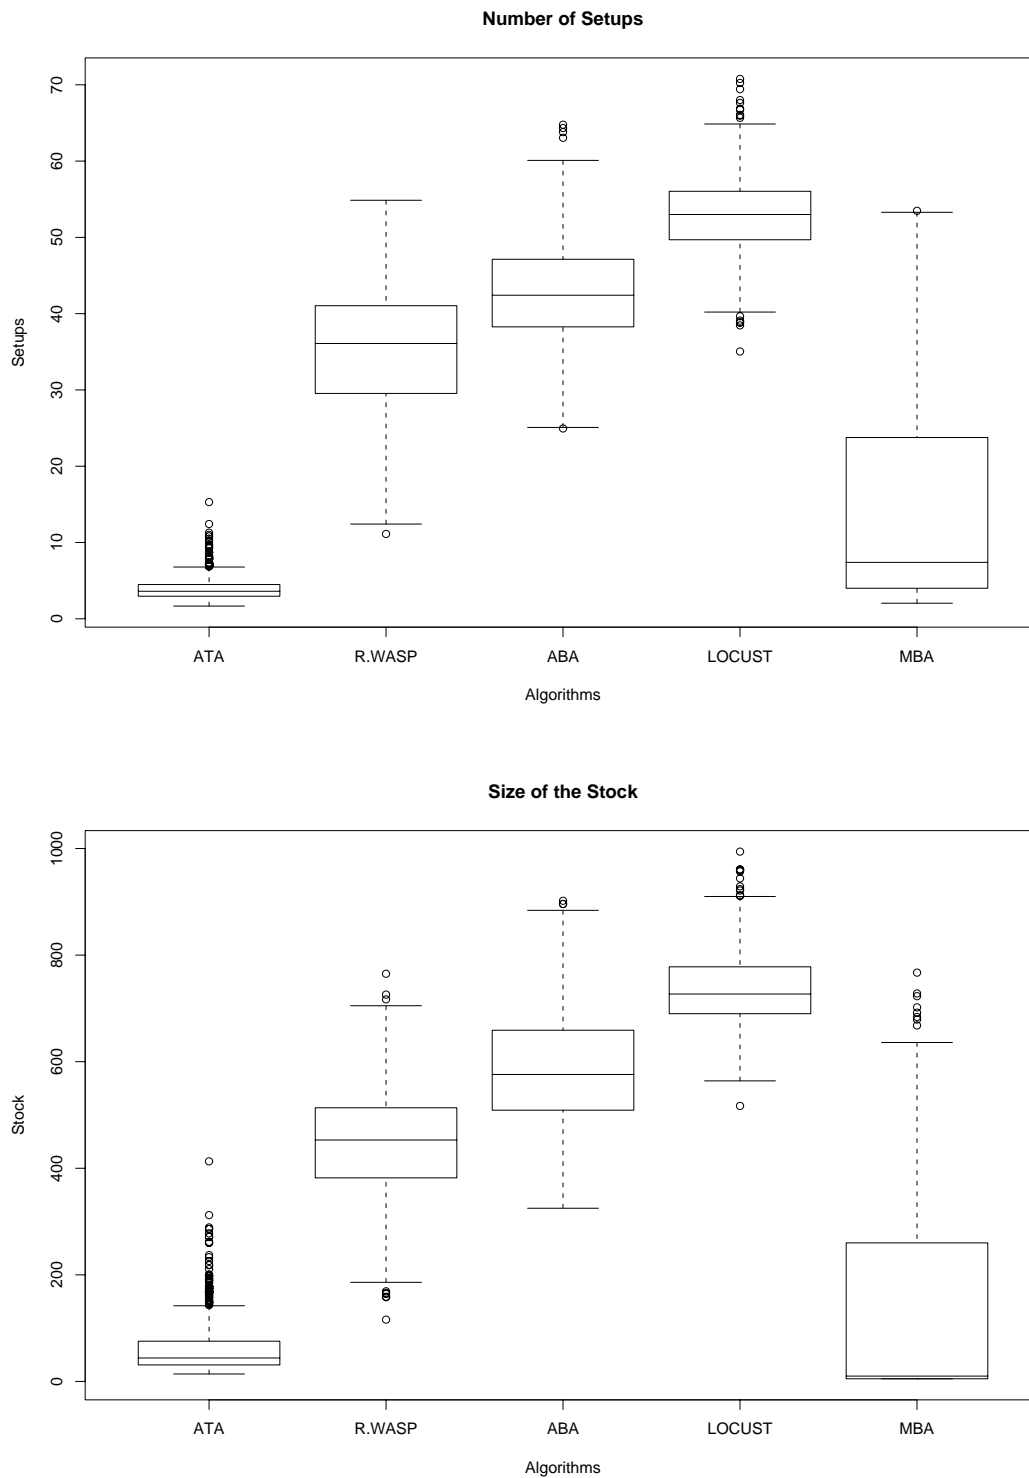 Number of Setups
70
60
50
40
30
20
10
0
Setups
ATA R.WASP ABA LOCUST MBA
Algorithms
Size of the Stock
1000
800
600
400
200
0
Stock
ATA R.WASP ABA LOCUST MBA
Algorithms